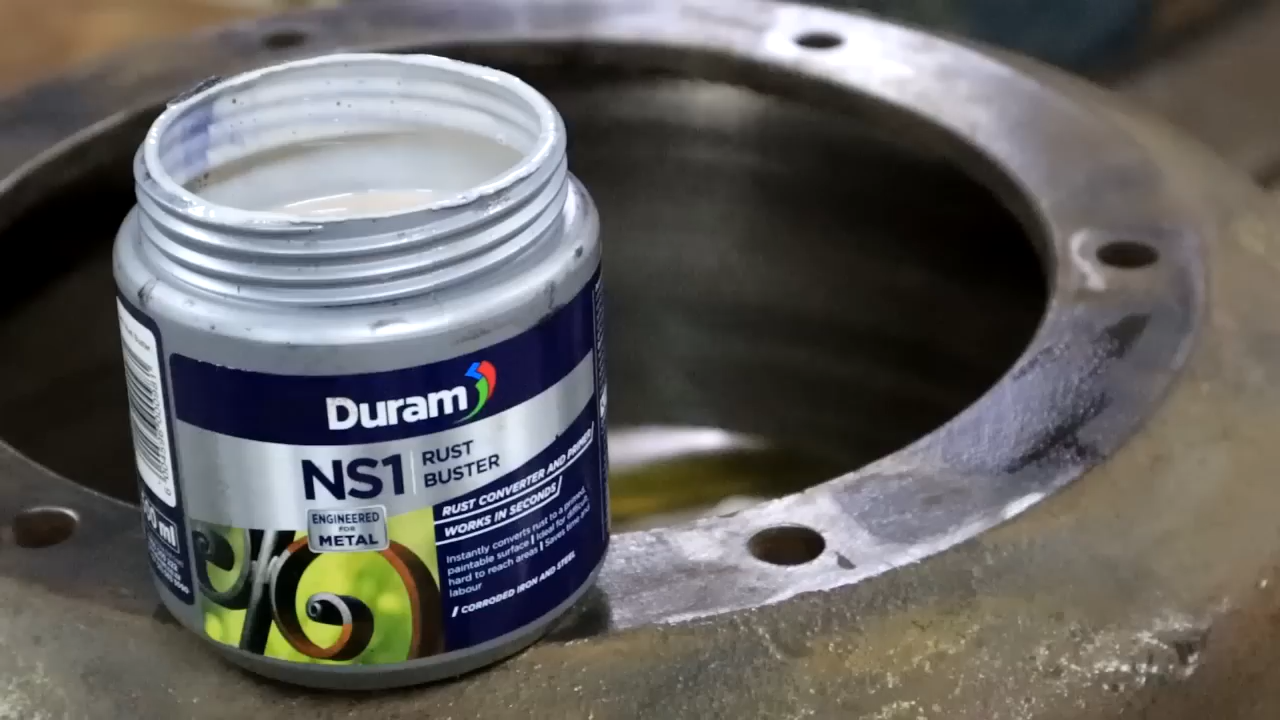 Duram
NS1
RUST
BUSTER
RUST CONVERTER AND PRIMER
WORKS IN SECONDS
ENGINEERED
FOR
METAL
Instantly converts rust to a primed,
paintable surface | Ideal for difficult,
hard to reach areas | Saves time and
labour
/ CORRODED IRON AND STEEL
ml